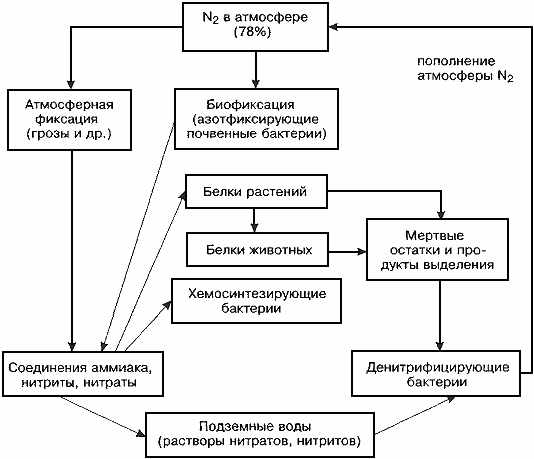 N2 в атмосфере
(78%)
пополнение
атмосферы N2
Атмосферная
фиксация
(грозы и др.)
Биофиксация
(азотфиксирующие
почвенные бактерии)
Белки растений
Белки животных
Мертвые
остатки и про-
дукты выделения
Хемосинтезирующие
бактерии
Соединения аммиака,
нитриты, нитраты
Денитрифицирующие
бактерии
Подземные воды
(растворы нитратов, нитритов)